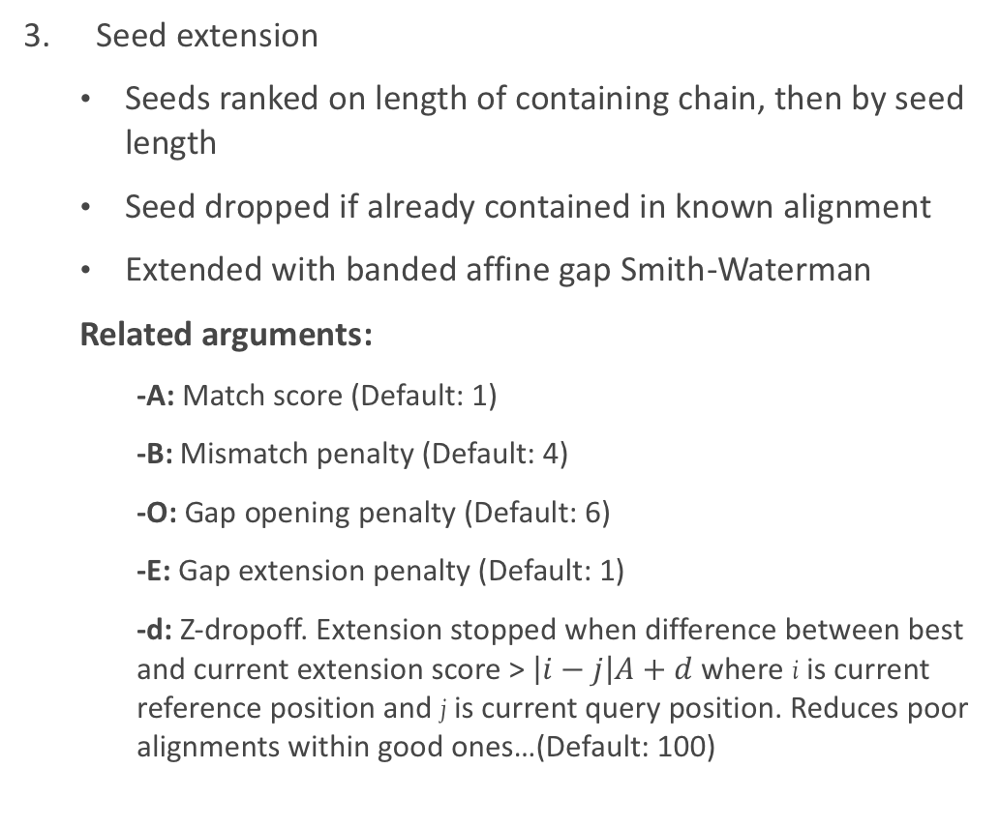 3. Seed extension
• Seeds ranked on length of containing chain, then by seed
length
• Seed dropped if already contained in known alignment
• Extended with banded affine gap Smith-Waterman
Related arguments:
-A: Match score (Default: 1)
-B: Mismatch penalty (Default: 4)
-O: Gap opening penalty (Default: 6)
-E: Gap extension penalty (Default: 1)
-d: Z-dropoff. Extension stopped when difference between best
and current extension score > |i − j|A + d where i is current
reference position and j is current query position. Reduces poor
alignments within good ones...(Default: 100)